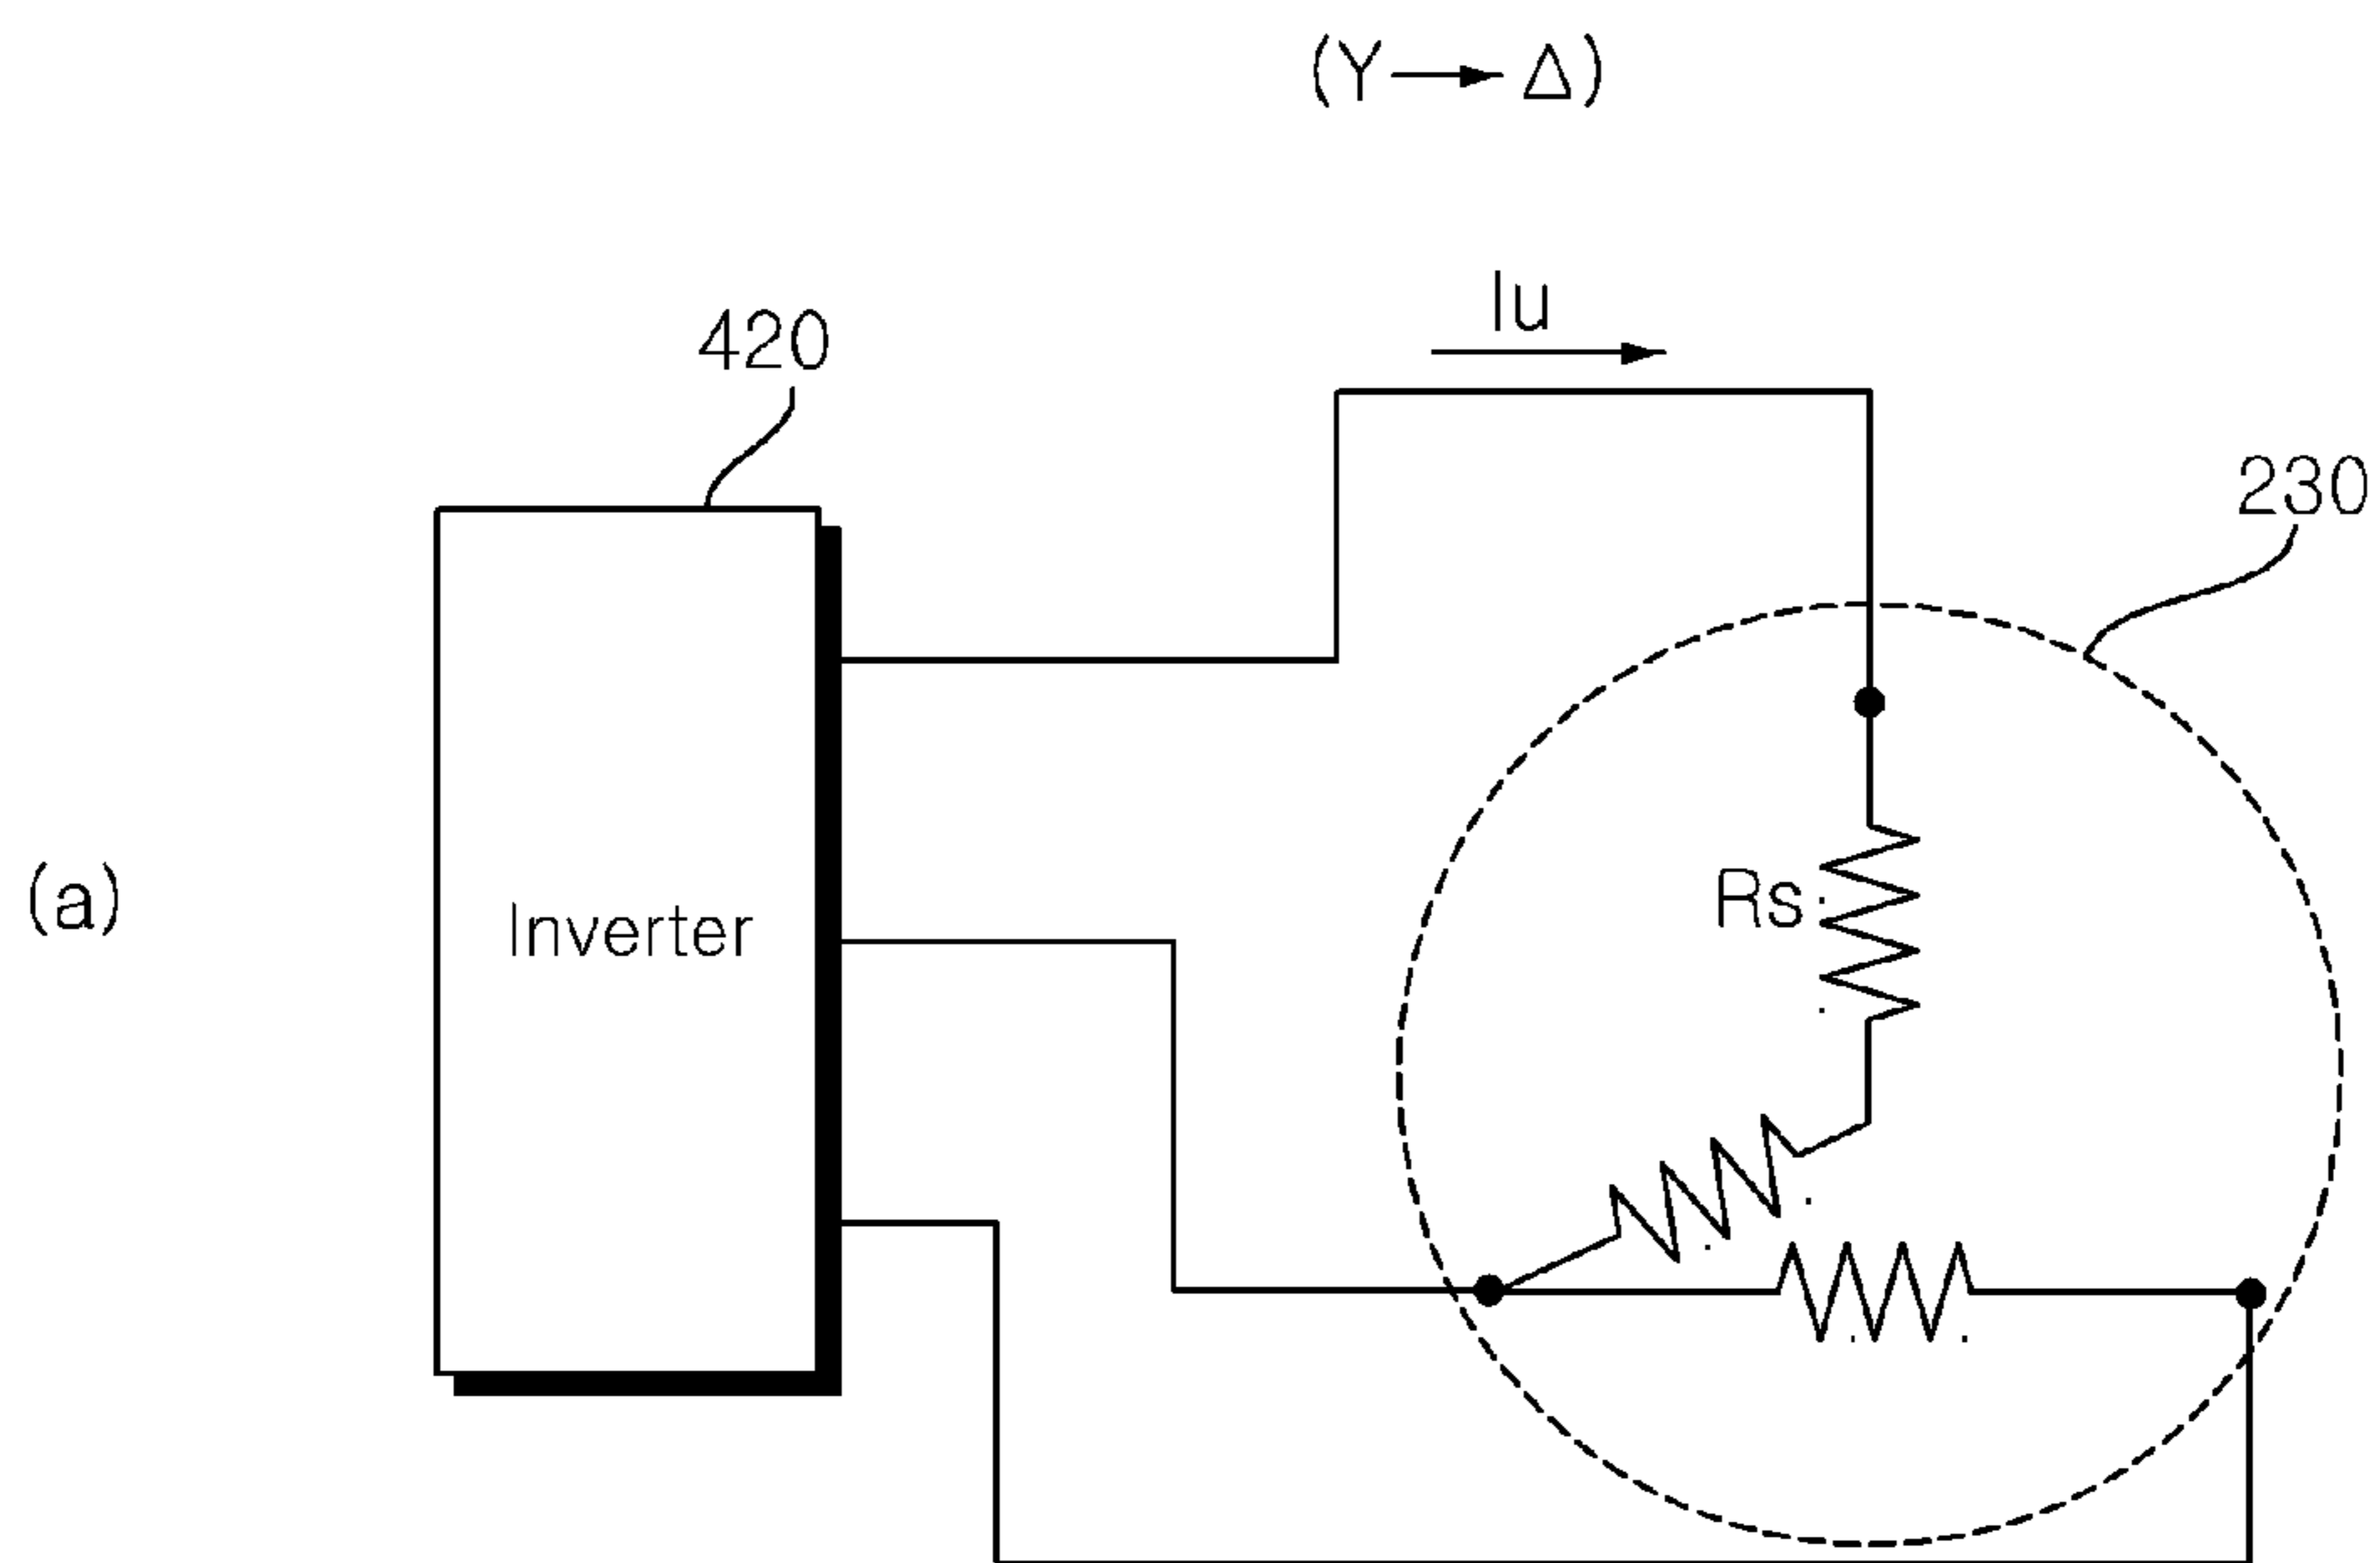 (Y → Δ)
Iu
420
230
Rs
(a)
Inverter